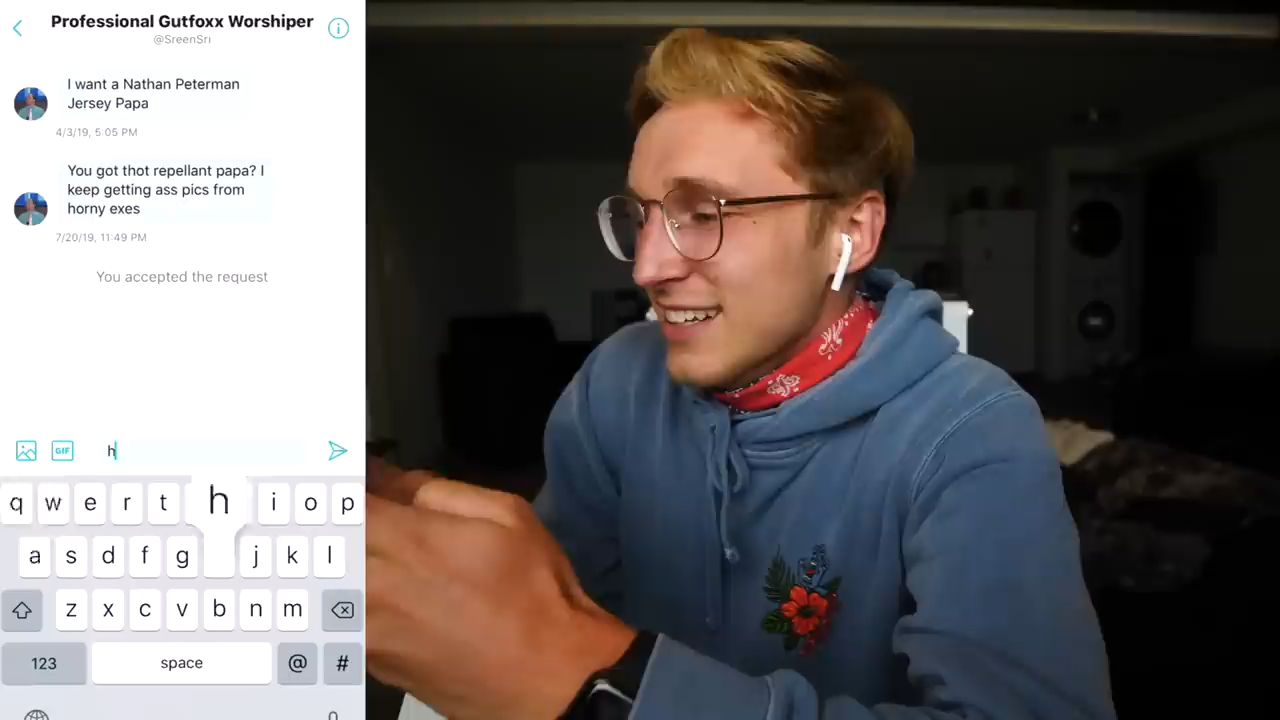 Professional Gutfoxx Worshiper
@SreenSri
I want a Nathan Peterman
Jersey Papa
4/3/19, 5:05 PM
You got thot repellant papa? I
keep getting ass pics from
horny exes
7/20/19, 11:49 PM
You accepted the request
GIF
h
q w e r t h i o p
a s d f g j k l
z x c v b n m
123 space @ #